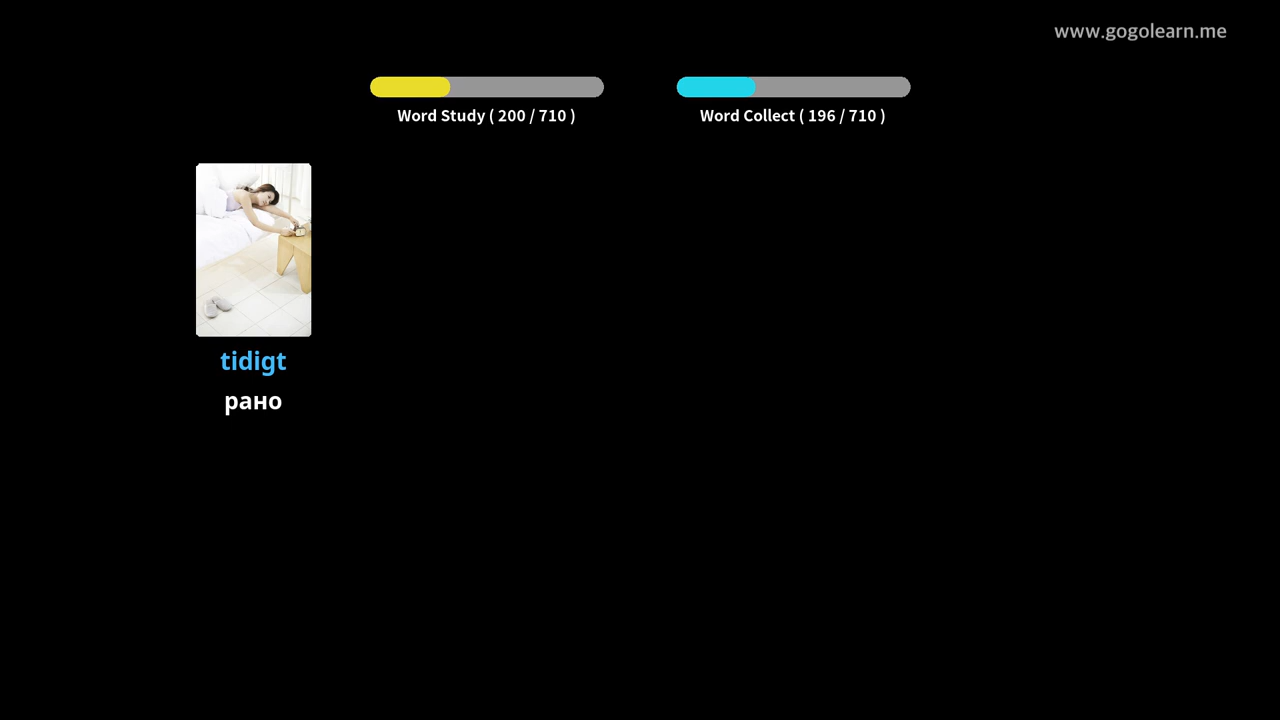 www.gogolearn.me
Word Study ( 200 / 710 )
Word Collect ( 196 / 710 )
tidigt
рано